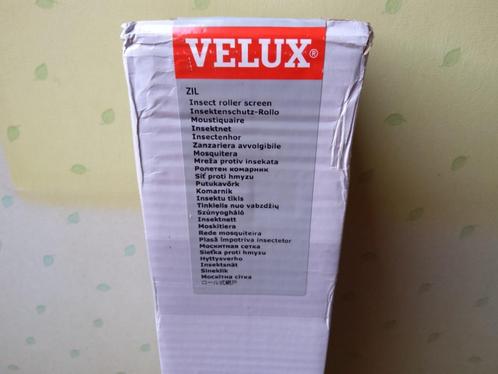 VELUX®
ZIL
Insect roller screen
Insektenschutz-Rollo
Moustiquaire
Insektnet
Insectenhor
Zanzariera avvolgibile
Mosquitera
Mreža protiv insekata
Ролетен комарник
Síť proti hmyzu
Putukavõrk
Komarnik
Insektu tīkls
Tinklelis nuo vabzdžių
Szúnyogháló
Insektnett
Moskitiera
Rede mosquiteira
Plasă împotriva insectelor
Москитная сетка
Sieťka proti hmyzu
Hyttysverho
Insektsnät
Sineklik
Москітна сітка
ロール式網戸